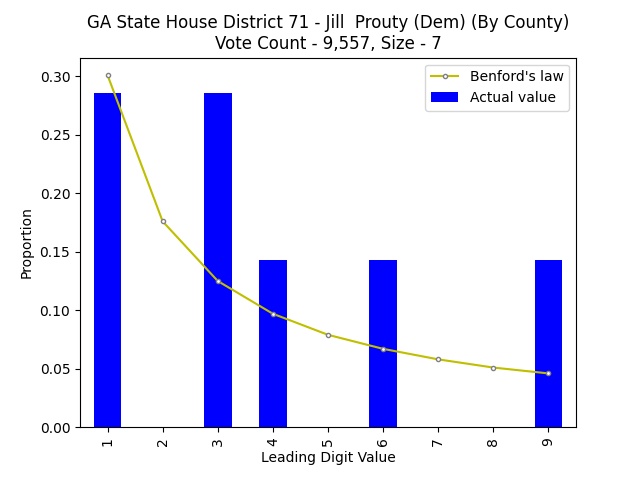 GA State House District 71 - Jill  Prouty (Dem) (By County)
Vote Count - 9,557, Size - 7
Benford's law
Actual value
Proportion
0.30
0.25
0.20
0.15
0.10
0.05
0.00
1 2 3 4 5 6 7 8 9
Leading Digit Value